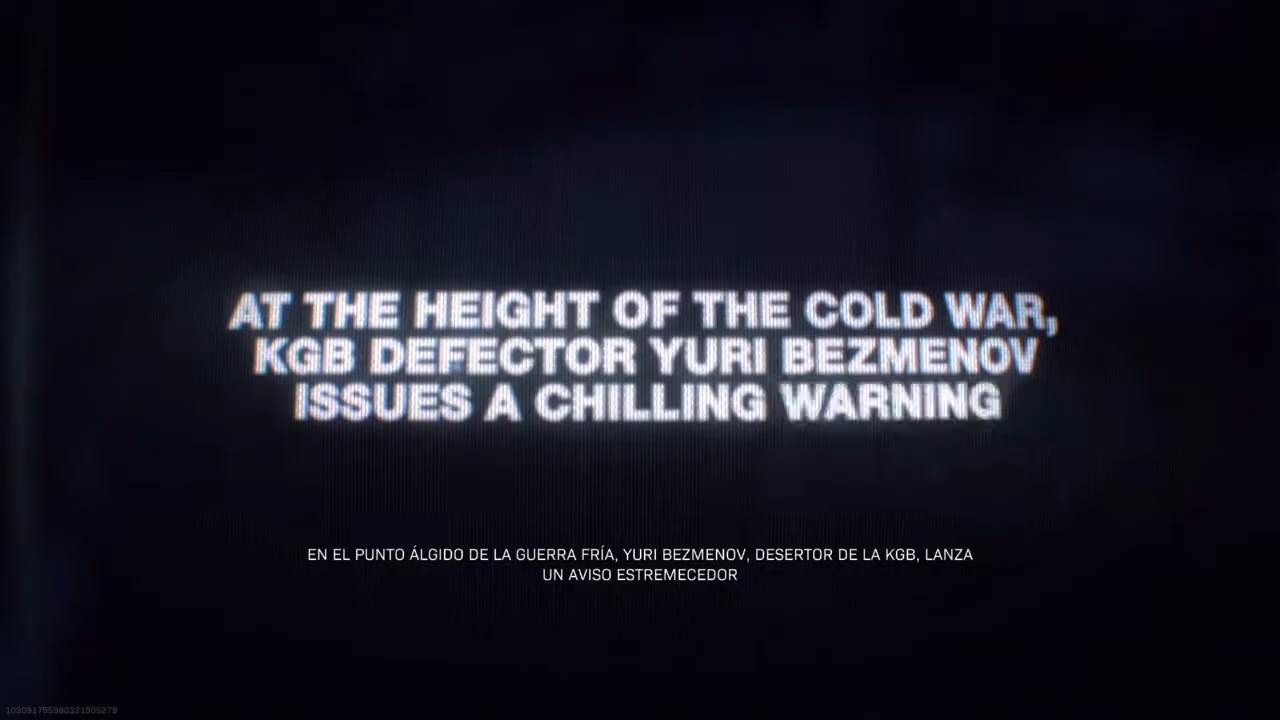 AT THE HEIGHT OF THE COLD WAR,
KGB DEFECTOR YURI BEZMENOV
ISSUES A CHILLING WARNING
EN EL PUNTO ÁLGIDO DE LA GUERRA FRÍA, YURI BEZMENOV, DESERTOR DE LA KGB, LANZA
UN AVISO ESTREMECEDOR
103091755980321905279